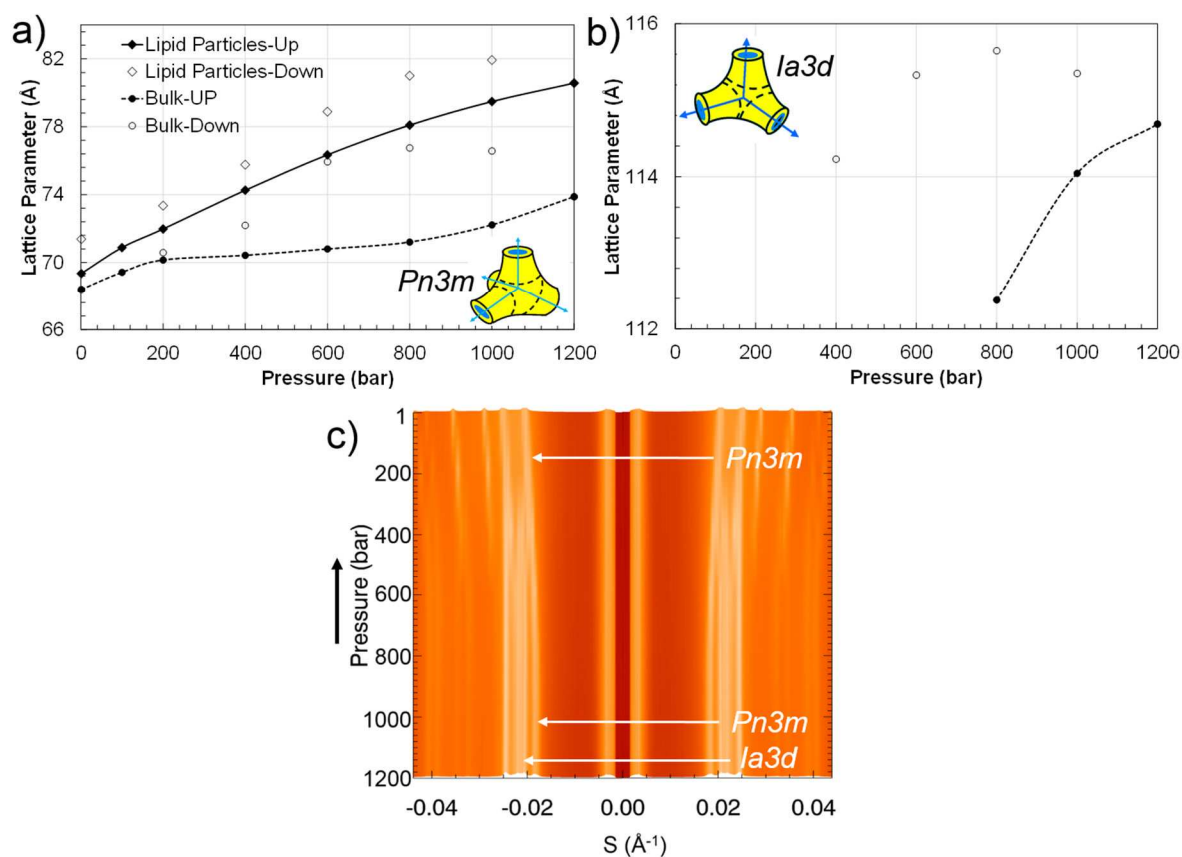 a)
Lattice Parameter (Å)
82
78
74
70
66
Lipid Particles-Up
Lipid Particles-Down
Bulk-UP
Bulk-Down
Pn3m
0 200 400 600 800 1000 1200
Pressure (bar)
b)
Lattice Parameter (Å)
116
114
112
Ia3d
0 200 400 600 800 1000 1200
Pressure (bar)
c)
Pressure (bar)
1
200
400
600
800
1000
1200
Pn3m
Pn3m
Ia3d
-0.04 -0.02 0.00 0.02 0.04
S (Å-1)